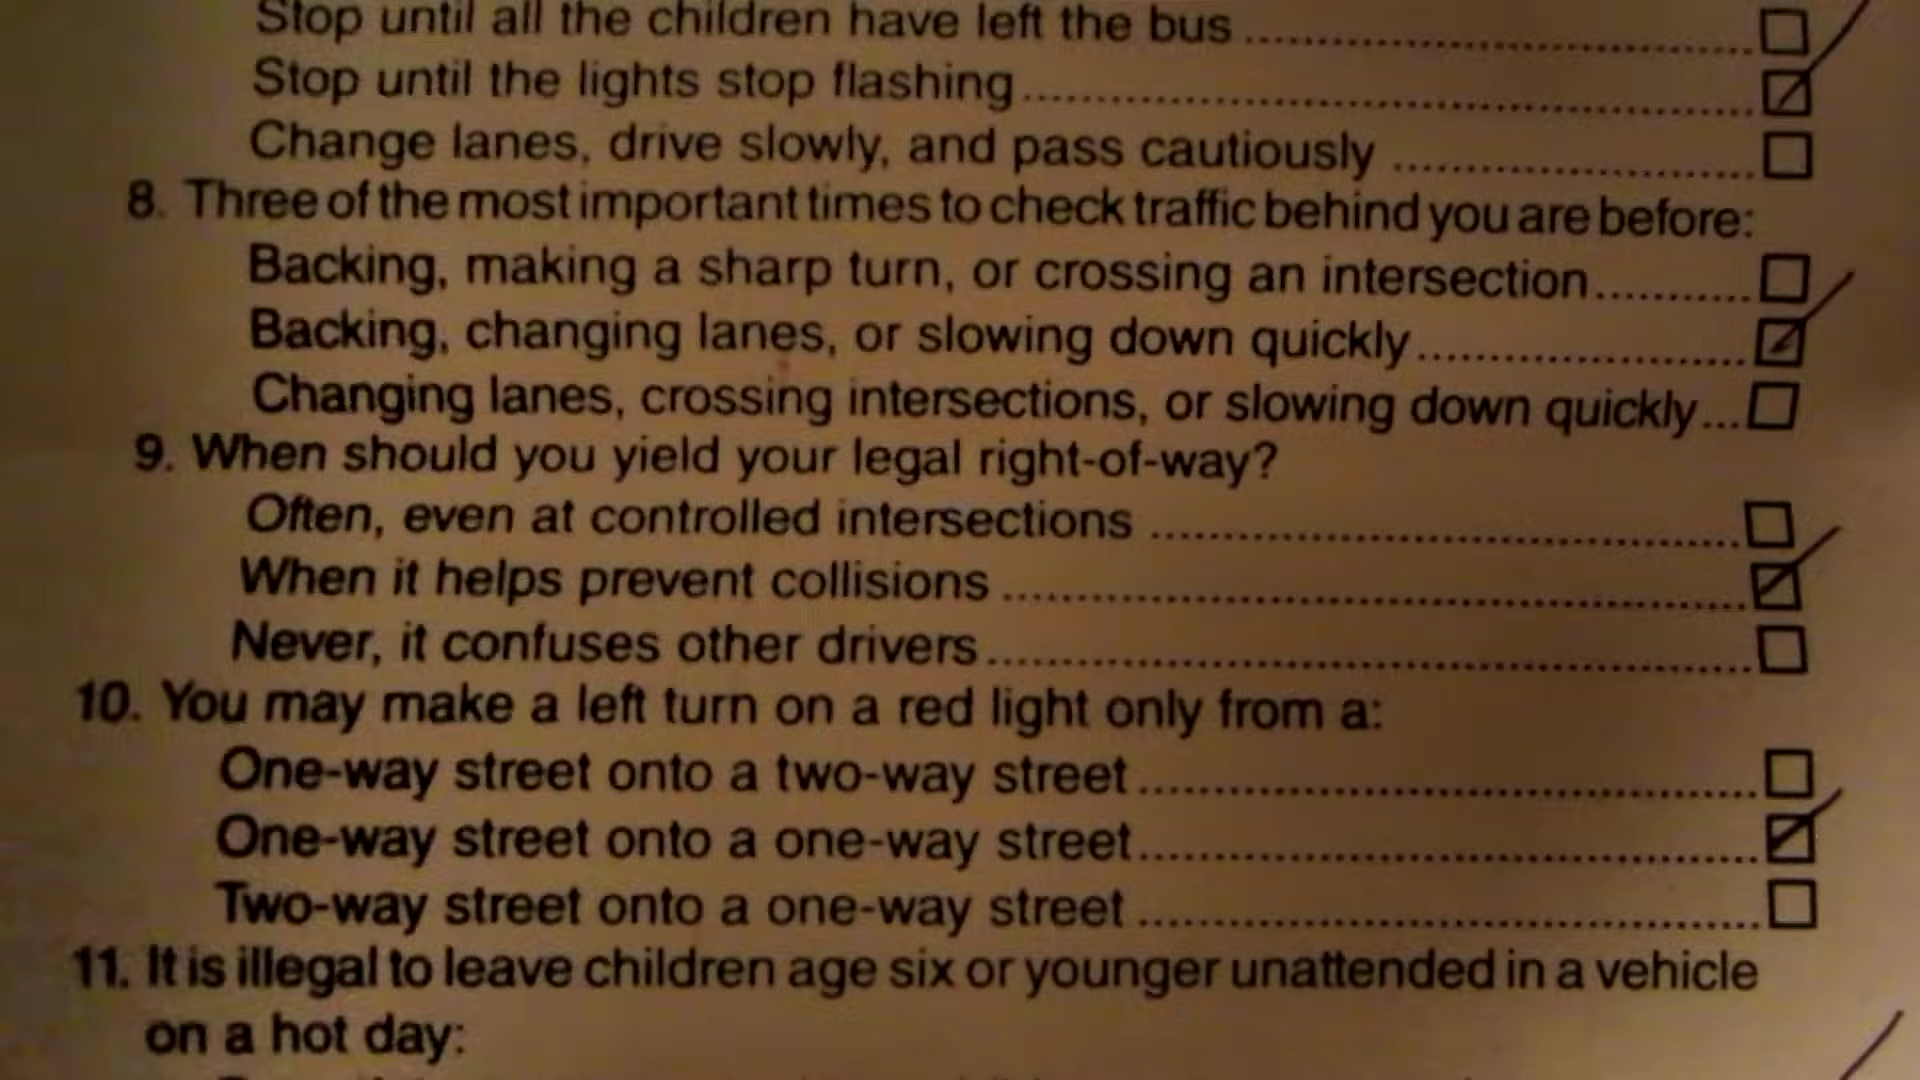 Stop until all the children have left the bus
Stop until the lights stop flashing
Change lanes, drive slowly, and pass cautiously
8. Three of the most important times to check traffic behind you are before:
Backing, making a sharp turn, or crossing an intersection
Backing, changing lanes, or slowing down quickly
Changing lanes, crossing intersections, or slowing down quickly
9. When should you yield your legal right-of-way?
Often, even at controlled intersections
When it helps prevent collisions
Never, it confuses other drivers
10. You may make a left turn on a red light only from a:
One-way street onto a two-way street
One-way street onto a one-way street
Two-way street onto a one-way street
11. It is illegal to leave children age six or younger unattended in a vehicle
on a hot day: